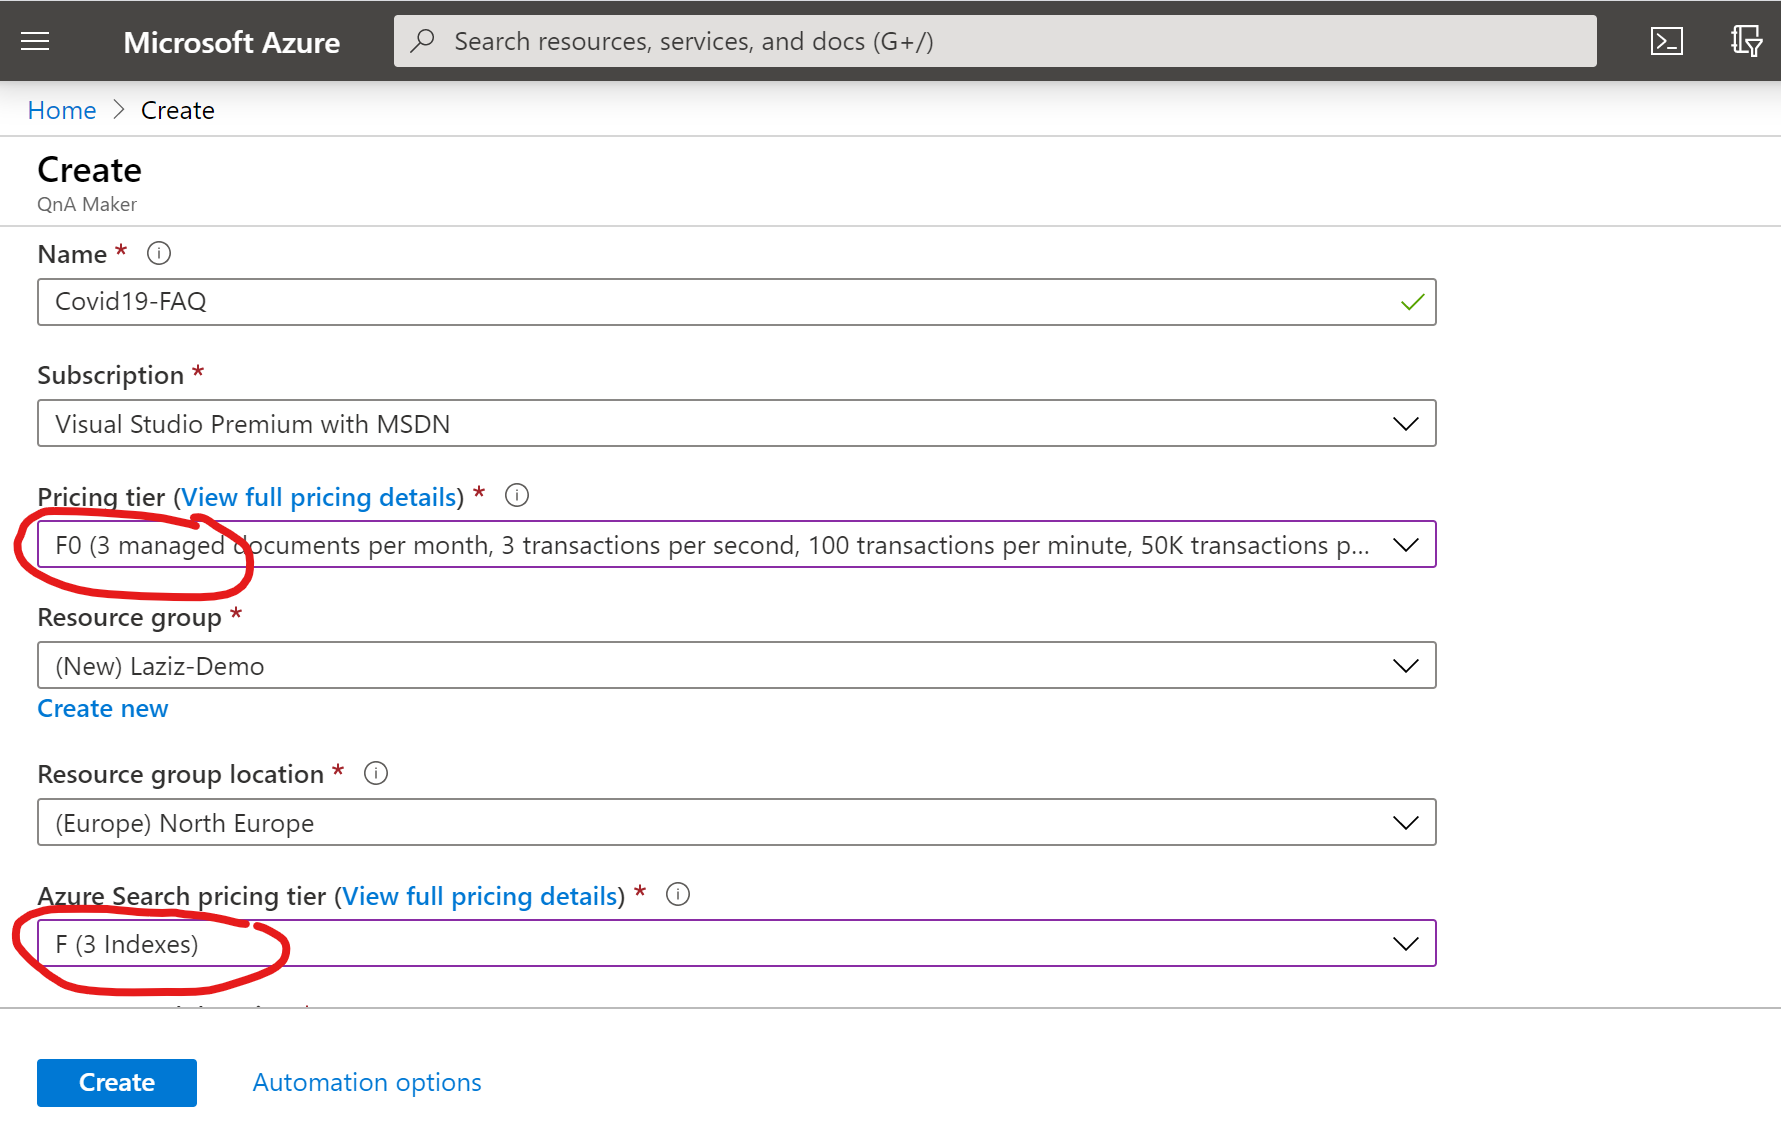 Microsoft Azure
Search resources, services, and docs (G+/)
Home > Create
Create
QnA Maker
Name *
Covid19-FAQ
Subscription *
Visual Studio Premium with MSDN
Pricing tier (View full pricing details) *
F0 (3 managed documents per month, 3 transactions per second, 100 transactions per minute, 50K transactions p...
Resource group *
(New) Laziz-Demo
Create new
Resource group location *
(Europe) North Europe
Azure Search pricing tier (View full pricing details) *
F (3 Indexes)
Create
Automation options